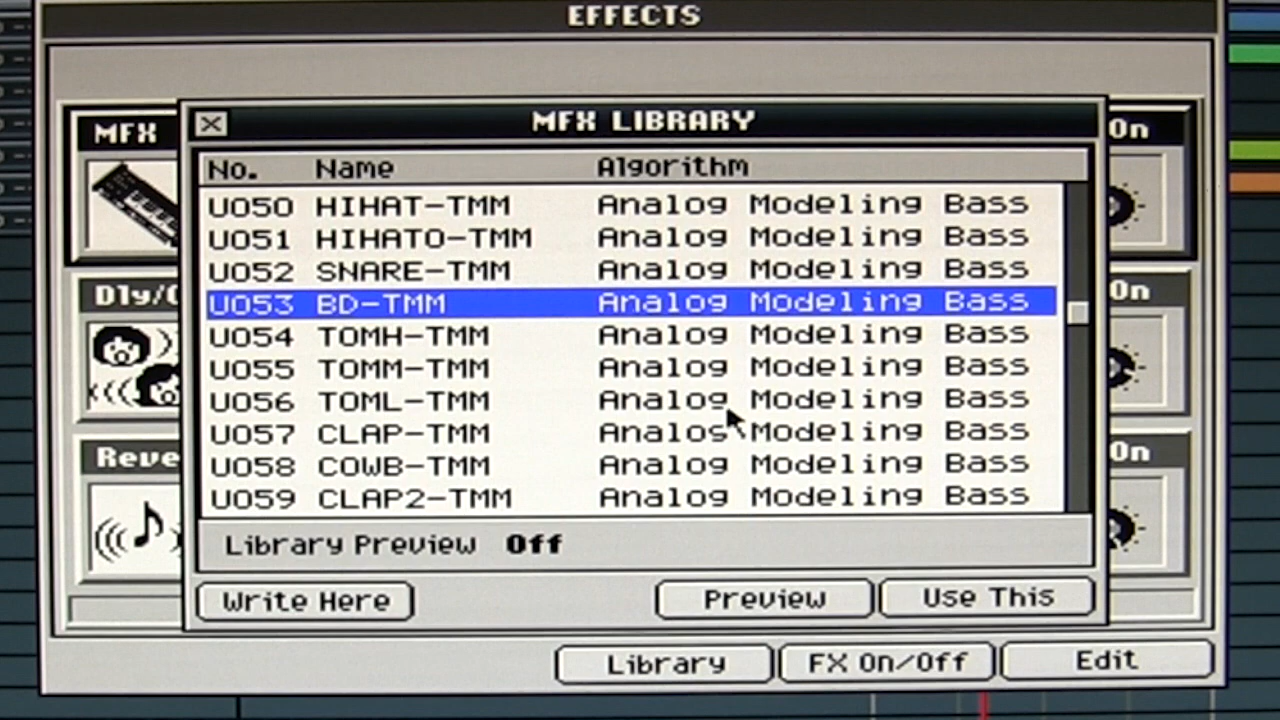 EFFECTS
MFX LIBRARY
MFX
On
No. Name Algorithm
U050 HIHAT-TMM Analog Modeling Bass
U051 HIHATO-TMM Analog Modeling Bass
U052 SNARE-TMM Analog Modeling Bass
Dly/
On
U053 BD-TMM Analog Modeling Bass
U054 TOMH-TMM Analog Modeling Bass
U055 TOMM-TMM Analog Modeling Bass
U056 TOML-TMM Analog Modeling Bass
U057 CLAP-TMM Analog Modeling Bass
Reve
On
U058 COWB-TMM Analog Modeling Bass
U059 CLAP2-TMM Analog Modeling Bass
Library Preview Off
Write Here Preview Use This
Library FX On/Off Edit